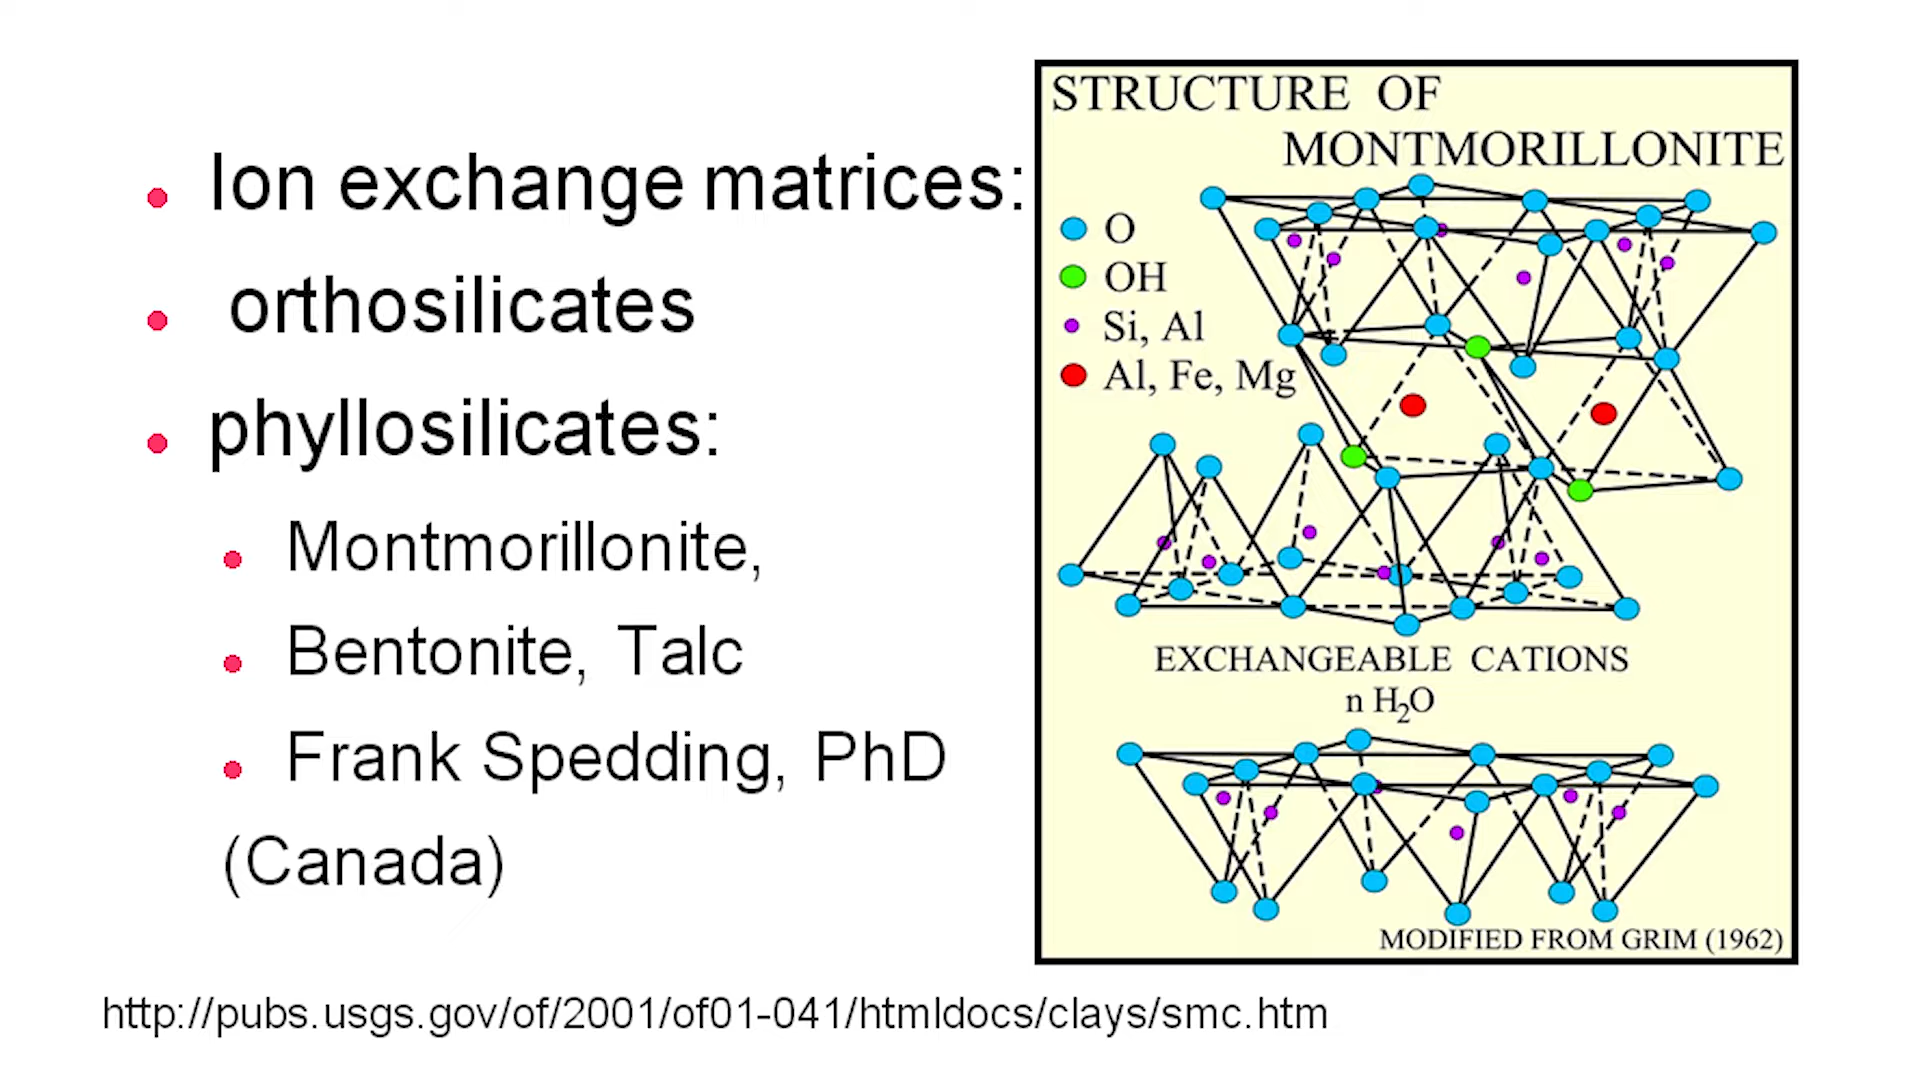 Ion exchange matrices:
orthosilicates
phyllosilicates:
Montmorillonite,
Bentonite, Talc
Frank Spedding, PhD
(Canada)
STRUCTURE OF
MONTMORILLONITE
O
OH
Si, Al
Al, Fe, Mg
EXCHANGEABLE CATIONS
n H2O
MODIFIED FROM GRIM (1962)
http://pubs.usgs.gov/of/2001/of01-041/htmldocs/clays/smc.htm